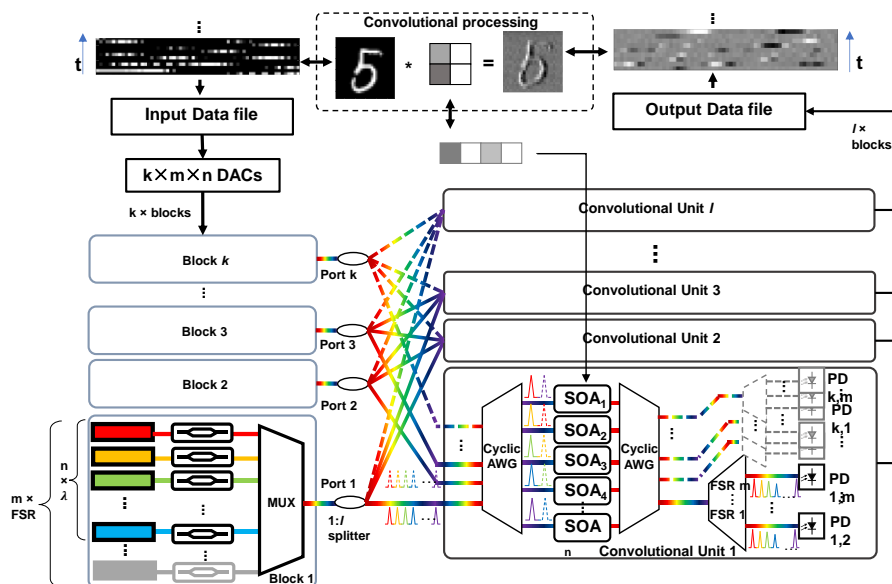 Convolutional processing
t
*
=
t
Input Data file
Output Data file
l ×
blocks
k×m×n DACs
k × blocks
Convolutional Unit l
Block k
Port k
Convolutional Unit 3
Block 3
Port 3
Convolutional Unit 2
Block 2
Port 2
m ×
FSR
n
×
λ
MUX
Block 1
Port 1
1:l
splitter
Cyclic
AWG
SOA1
SOA2
SOA3
SOA4
SOA
n
Cyclic
AWG
PD
k,m
PD
k,1
FSR m
FSR 1
PD
1,m
PD
1,2
Convolutional Unit 1